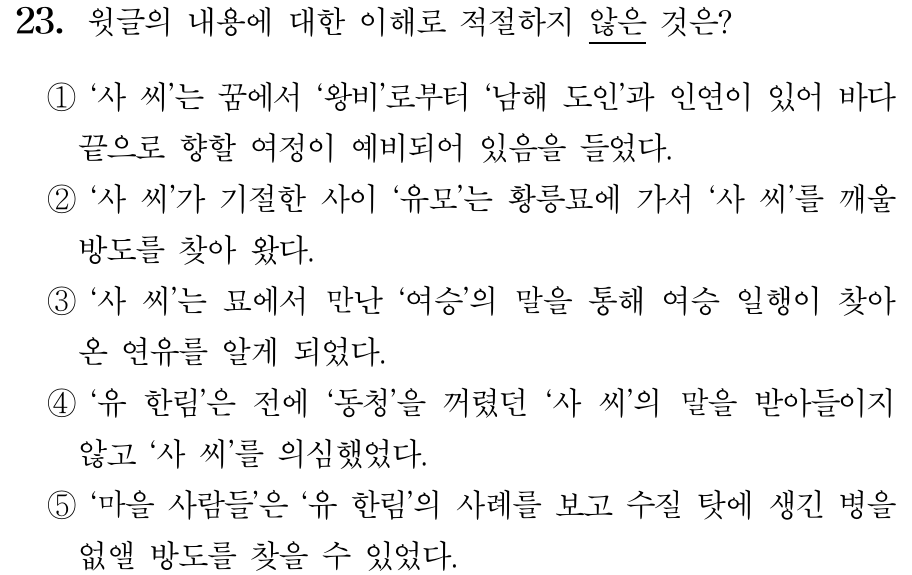 23. 윗글의 내용에 대한 이해로 적절하지 않은 것은?
① ‘사 씨’는 꿈에서 ‘왕비’로부터 ‘남해 도인’과 인연이 있어 바다
끝으로 향할 여정이 예비되어 있음을 들었다.
② ‘사 씨’가 기절한 사이 ‘유모’는 황릉묘에 가서 ‘사 씨’를 깨울
방도를 찾아 왔다.
③ ‘사 씨’는 묘에서 만난 ‘여승’의 말을 통해 여승 일행이 찾아
온 연유를 알게 되었다.
④ ‘유 한림’은 전에 ‘동청’을 꺼렸던 ‘사 씨’의 말을 받아들이지
않고 ‘사 씨’를 의심했었다.
⑤ ‘마을 사람들’은 ‘유 한림’의 사례를 보고 수질 탓에 생긴 병을
없앨 방도를 찾을 수 있었다.